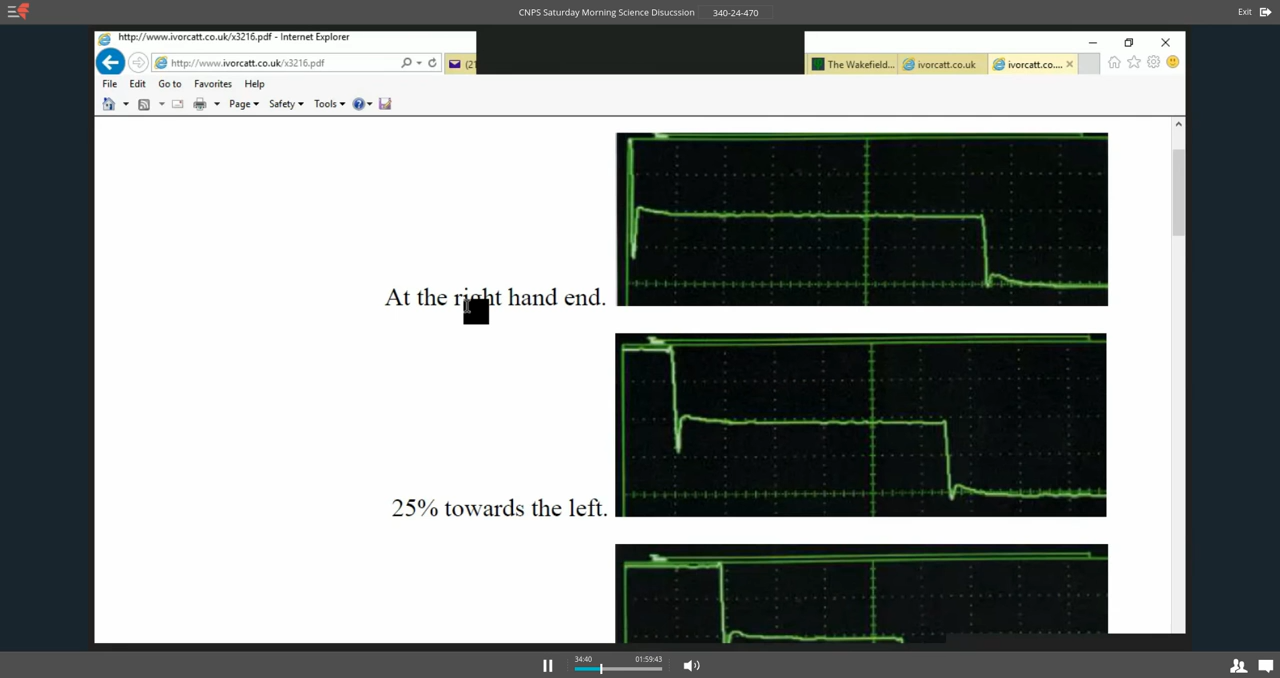 CNPS Saturday Morning Science Disucssion
340-24-470
Exit
http://www.ivorcatt.co.uk/x3216.pdf - Internet Explorer
http://www.ivorcatt.co.uk/x3216.pdf
(21
The Wakefield...
ivorcatt.co.uk
ivorcatt.co....
File Edit Go to Favorites Help
Page Safety Tools
At the right hand end.
25% towards the left.
34:40
01:59:43